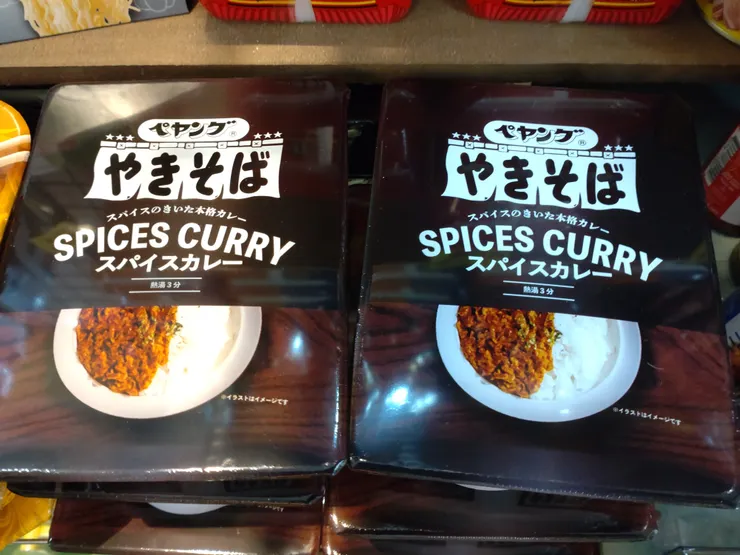 ペヤング®
やきそば
スパイスのきいた本格カレー
SPICES CURRY
スパイスカレー
熱湯3分
※イラストはイメージです
ペヤング®
やきそば
スパイスのきいた本格カレー
SPICES CURRY
スパイスカレー
熱湯3分
※イラストはイメージです